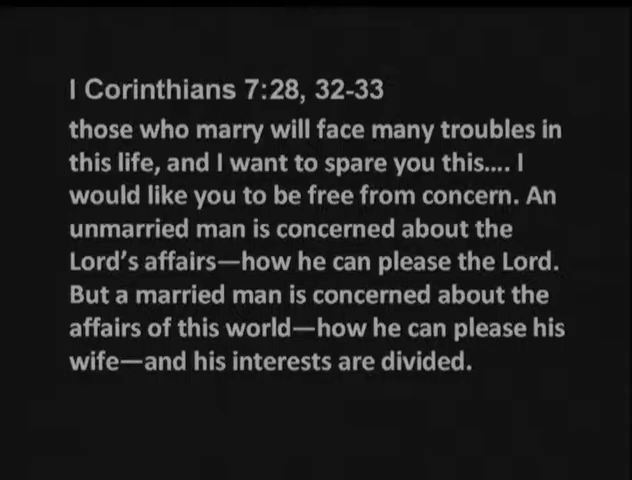 I Corinthians 7:28, 32-33
those who marry will face many troubles in
this life, and I want to spare you this.... I
would like you to be free from concern. An
unmarried man is concerned about the
Lord’s affairs—how he can please the Lord.
But a married man is concerned about the
affairs of this world—how he can please his
wife—and his interests are divided.